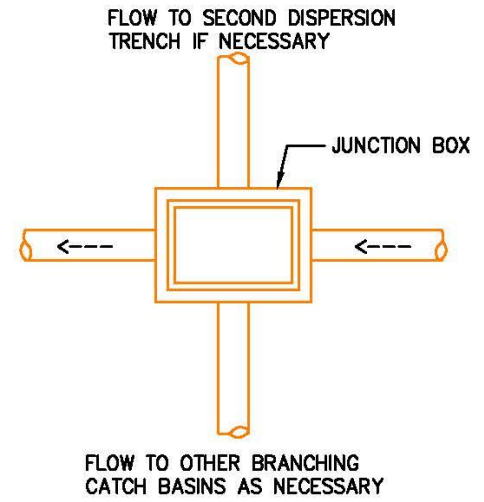 FLOW TO SECOND DISPERSION
TRENCH IF NECESSARY
JUNCTION BOX
FLOW TO OTHER BRANCHING
CATCH BASINS AS NECESSARY